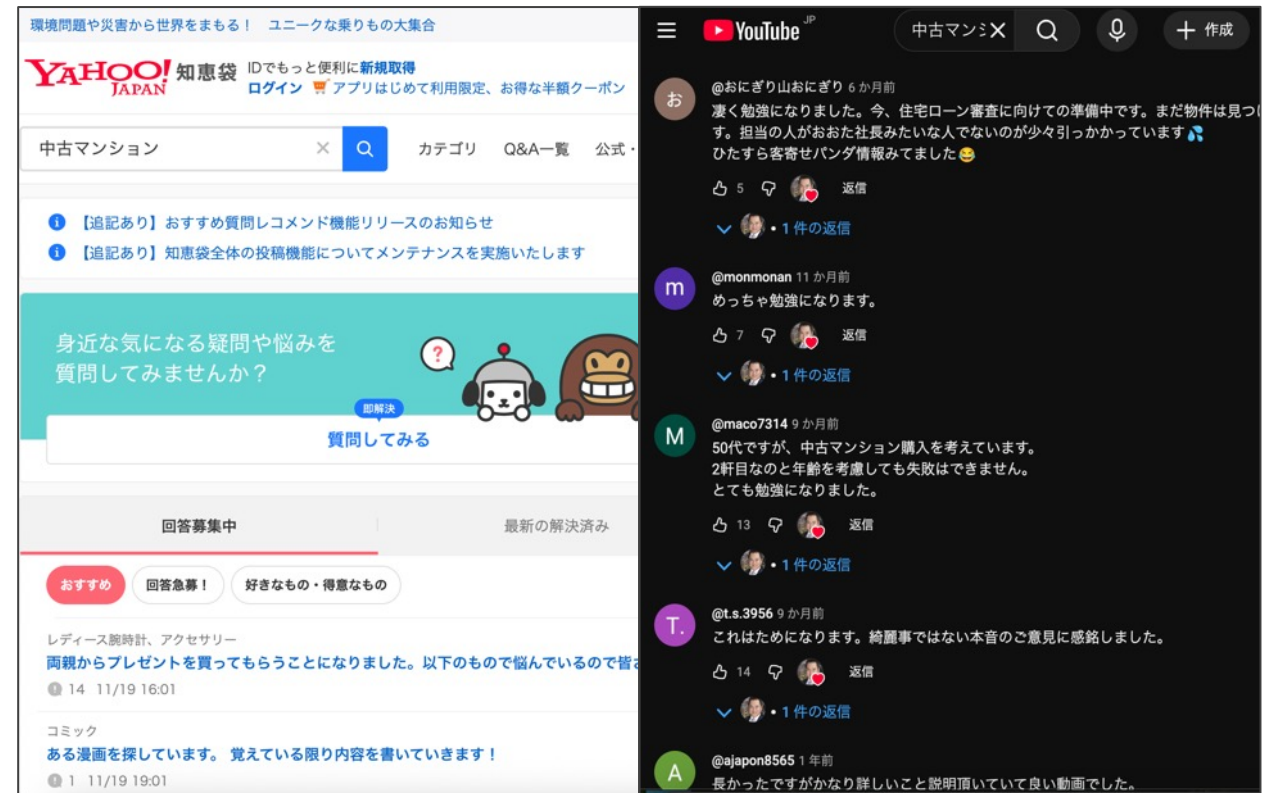 環境問題や災害から世界をまもる！ ユニークな乗りもの大集合
YAHOO! JAPAN 知恵袋
IDでもっと便利に新規取得
ログイン アプリはじめて利用限定、お得な半額クーポン
中古マンション
カテゴリ Q&A一覧 公式・
【追記あり】おすすめ質問レコメンド機能リリースのお知らせ
【追記あり】知恵袋全体の投稿機能についてメンテナンスを実施いたします
身近な気になる疑問や悩みを
質問してみませんか？
即解決
質問してみる
回答募集中 最新の解決済み
おすすめ 回答急募！ 好きなもの・得意なもの
レディース腕時計、アクセサリー
両親からプレゼントを買ってもらうことになりました。以下のもので悩んでいるので皆
14 11/19 16:01
コミック
ある漫画を探しています。 覚えている限り内容を書いていきます！
1 11/19 19:01
YouTube JP
中古マンシ
作成
お
@おにぎり山おにぎり 6 か月前
凄く勉強になりました。今、住宅ローン審査に向けての準備中です。まだ物件は見つ
す。担当の人がおおた社長みたいな人でないのが少々引っかかっています💦
ひたすら客寄せパンダ情報みてました😂
5 返信
1 件の返信
m
@monmonan 11 か月前
めっちゃ勉強になります。
7 返信
1 件の返信
M
@maco7314 9 か月前
50代ですが、中古マンション購入を考えています。
2軒目なのと年齢を考慮しても失敗はできません。
とても勉強になりました。
13 返信
1 件の返信
T.
@t.s.3956 9 か月前
これはためになります。綺麗事ではない本音のご意見に感銘しました。
14 返信
1 件の返信
A
@ajapon8565 1 年前
長かったですがかなり詳しいこと説明頂いていて良い動画でした。